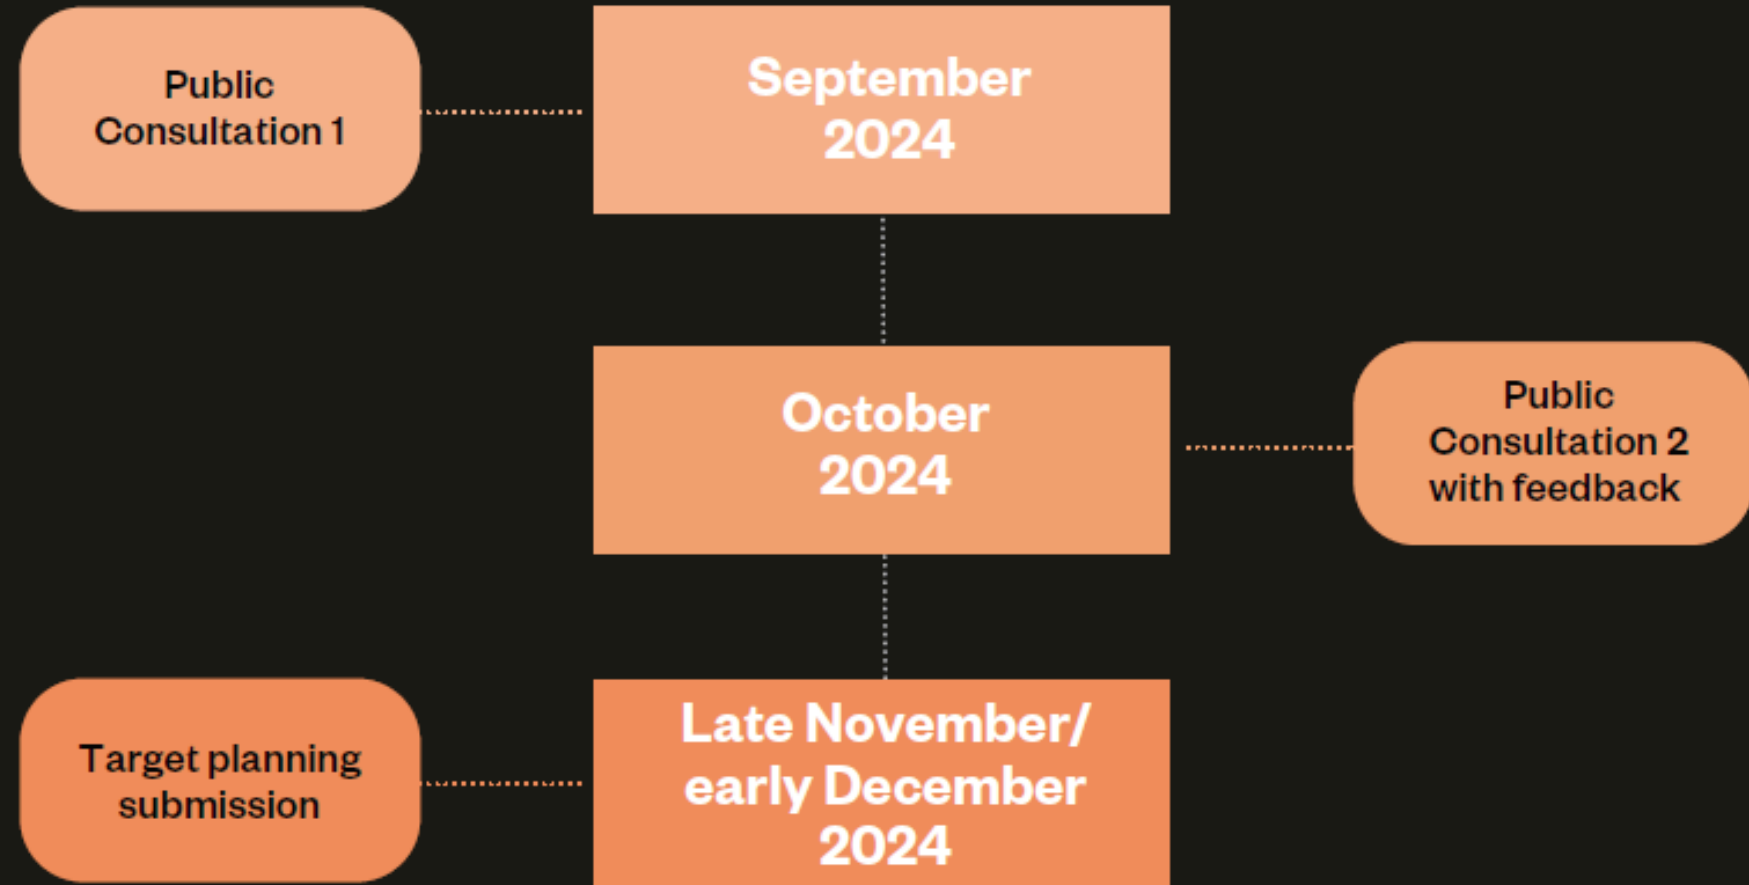 Public
Consultation 1
September
2024
October
2024
Public
Consultation 2
with feedback
Target planning
submission
Late November/
early December
2024